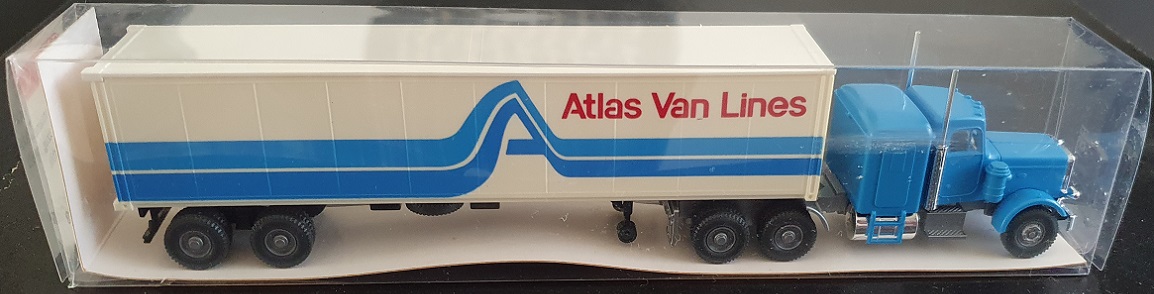 Atlas Van Lines